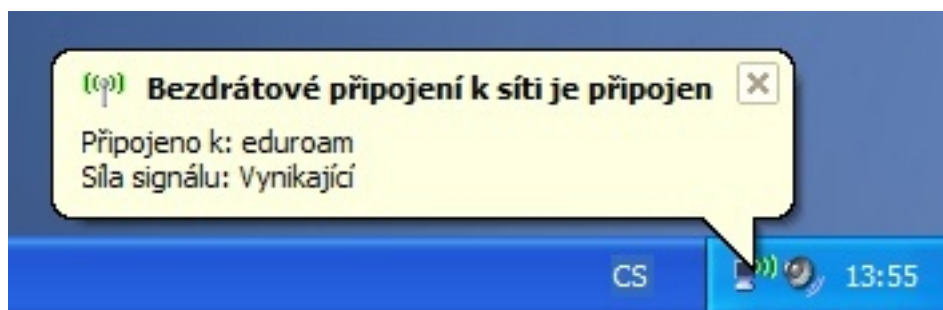 Bezdrátové připojení k síti je připojen
Připojeno k: eduroam
Síla signálu: Vynikající
CS
13:55